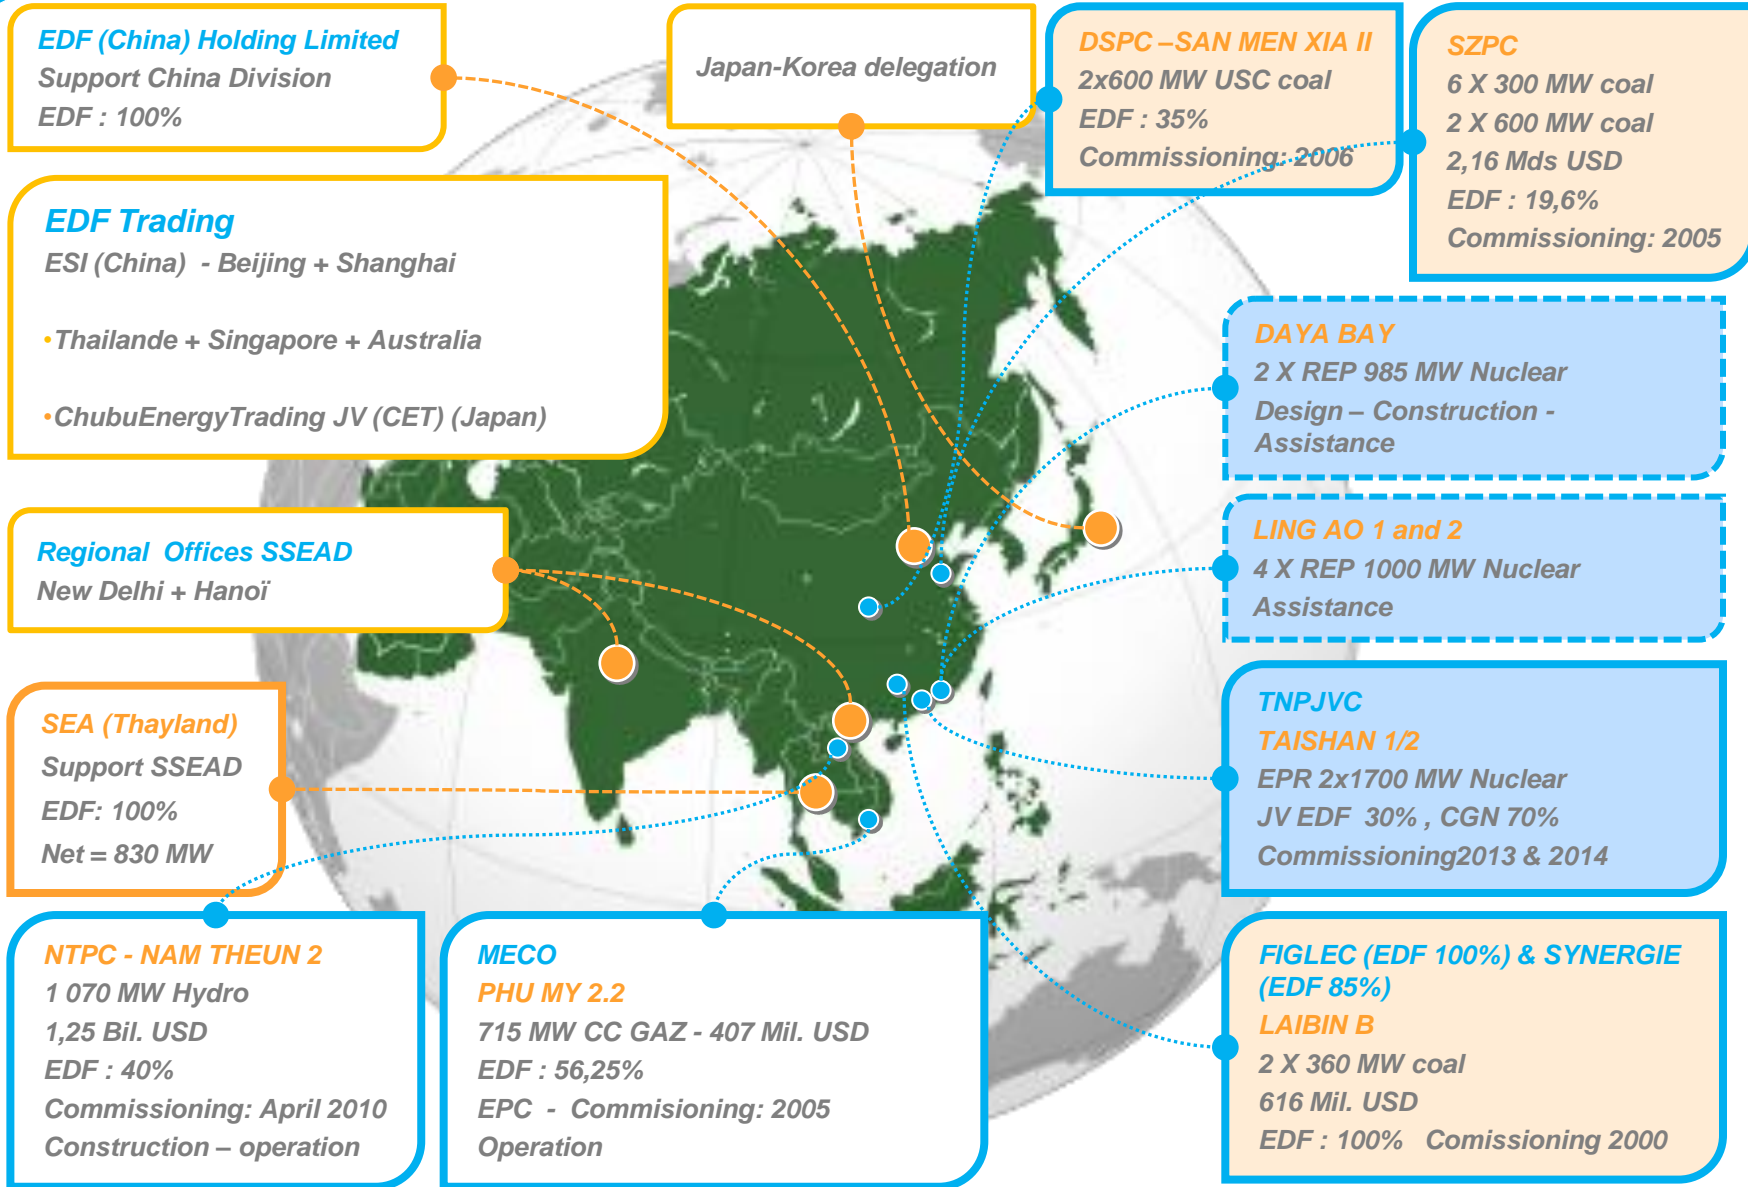 EDF (China) Holding Limited
Support China Division
EDF : 100%
Japan-Korea delegation
DSPC –SAN MEN XIA II
2x600 MW USC coal
EDF : 35%
Commissioning: 2006
SZPC
6 X 300 MW coal
2 X 600 MW coal
2,16 Mds USD
EDF : 19,6%
Commissioning: 2005
EDF Trading
ESI (China)  - Beijing + Shanghai
•Thailande + Singapore + Australia
•ChubuEnergyTrading JV (CET) (Japan)
DAYA BAY
2 X REP 985 MW Nuclear
Design – Construction -
Assistance
Regional  Offices SSEAD
New Delhi + Hanoï
LING AO 1 and 2
4 X REP 1000 MW Nuclear
Assistance
SEA (Thayland)
Support SSEAD
EDF: 100%
Net = 830 MW
TNPJVC
TAISHAN 1/2
EPR 2x1700 MW Nuclear
JV EDF  30% , CGN 70%
Commissioning2013 & 2014
NTPC - NAM THEUN 2
1 070 MW Hydro
1,25 Bil. USD
EDF : 40%
Commissioning: April 2010
Construction – operation
MECO
PHU MY 2.2
715 MW CC GAZ - 407 Mil. USD
EDF : 56,25%
EPC  -  Commisioning: 2005
Operation
FIGLEC (EDF 100%) & SYNERGIE
(EDF 85%)
LAIBIN B
2 X 360 MW coal
616 Mil. USD
EDF : 100%   Comissioning 2000